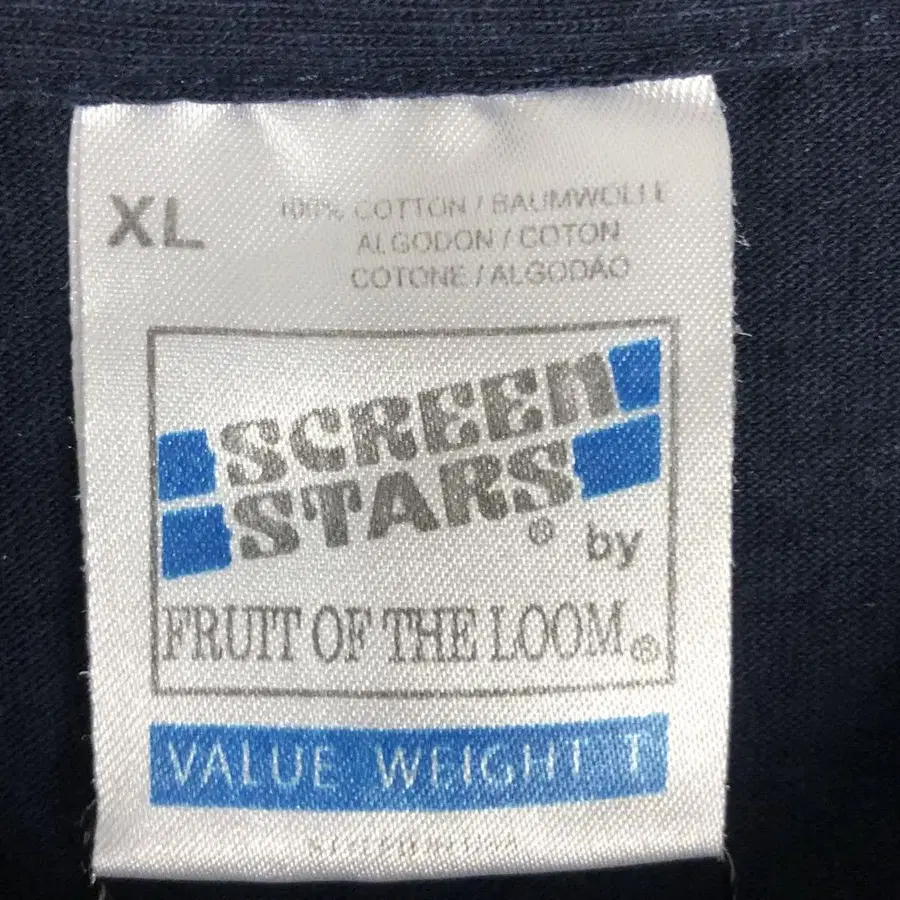 XL
100% COTTON / BAUMWOLLE
ALGODON / COTON
COTONE / ALGODÃO
SCREEN
STARS® by
FRUIT OF THE LOOM®
VALUE WEIGHT T